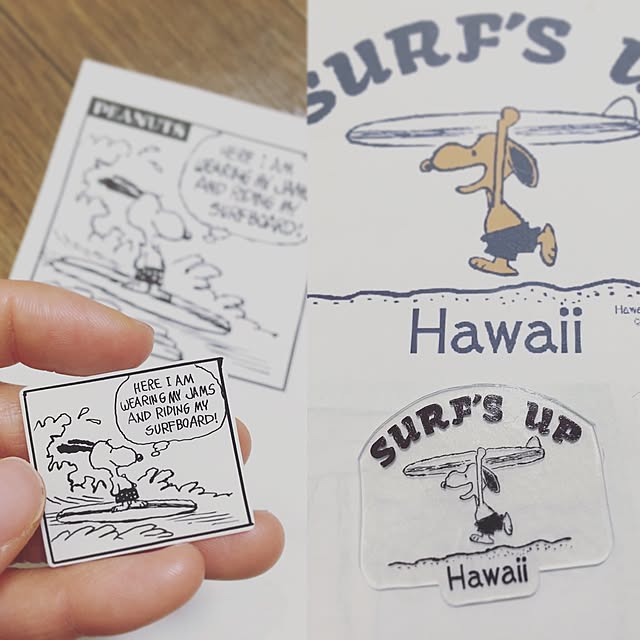 PEANUTS
HERE I AM
WEARING MY JAMS
AND RIDING MY
SURFBOARD!
HERE I AM
WEARING MY JAMS
AND RIDING MY
SURFBOARD!
SURF'S U
Hawaii
Hawa
SURF'S UP
Hawaii